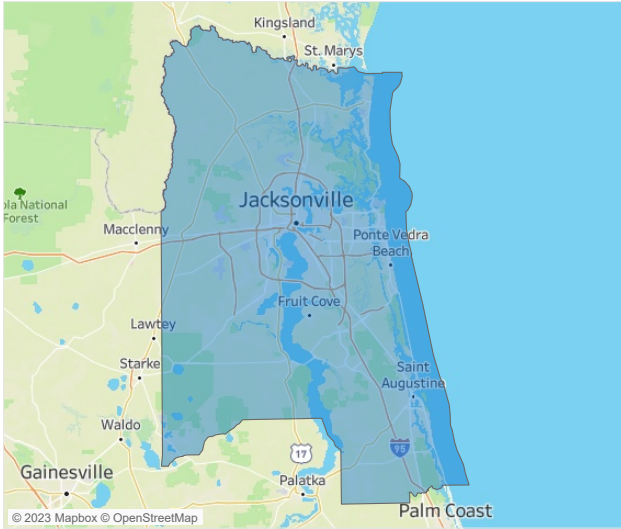 Kingsland
St. Marys
Jacksonville
ola National
Forest
Macclenny
Ponte Vedra
Beach
Fruit Cove
Lawtey
Starke
Saint
Augustine
Waldo
95
17
Gainesville
Palatka
Palm Coast
© 2023 Mapbox © OpenStreetMap